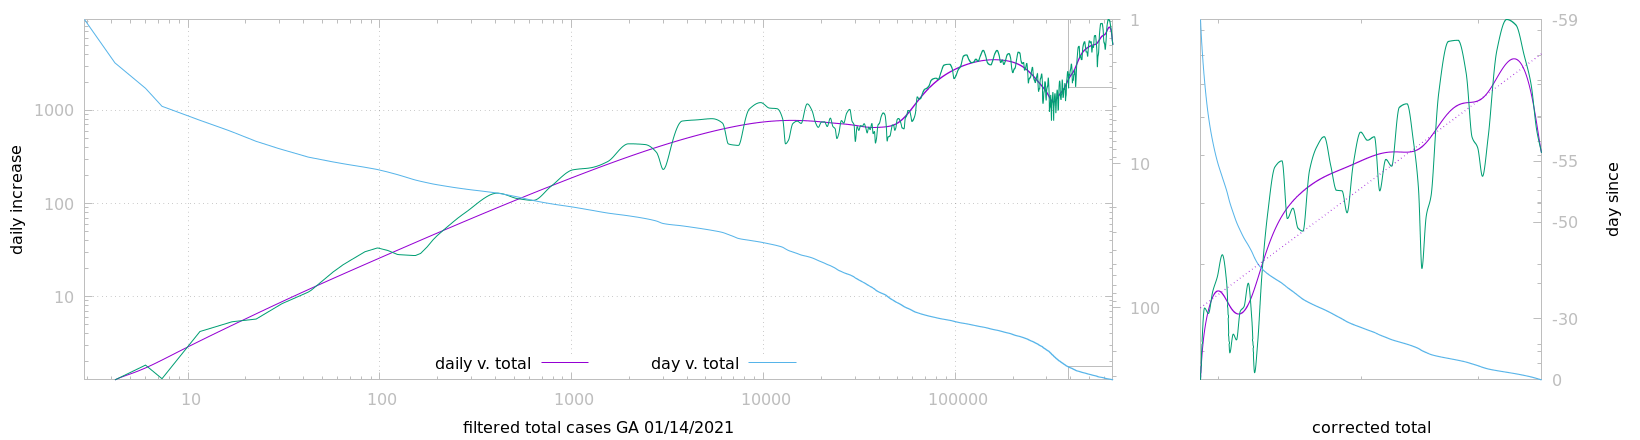 1 -59
1000
10 -55
daily increase
100
-50
day since
10
100
-30
daily v. total day v. total
0
10 100 1000 10000 100000
filtered total cases GA 01/14/2021 corrected total